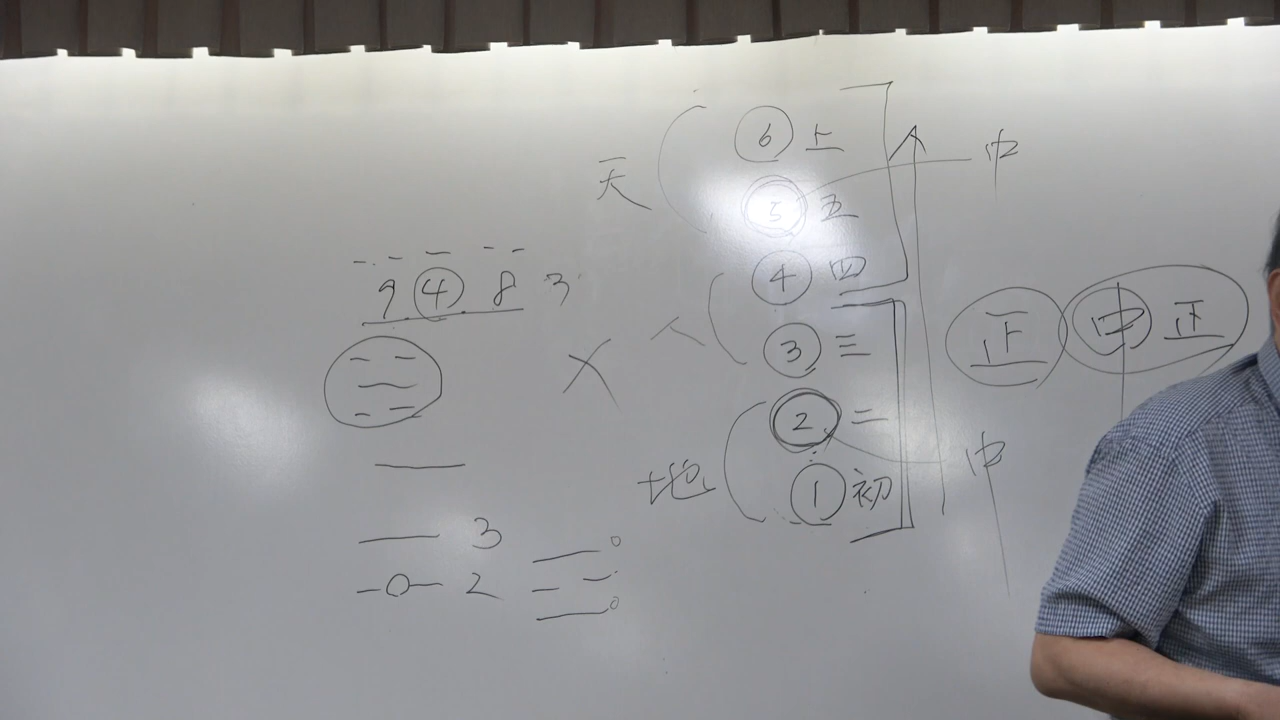 ⑥ 上
中
天
⑤ 五
9 ④ 8 3
④ 四
人
③ 三
正 中 正
② 二
中
地
① 初
3
2